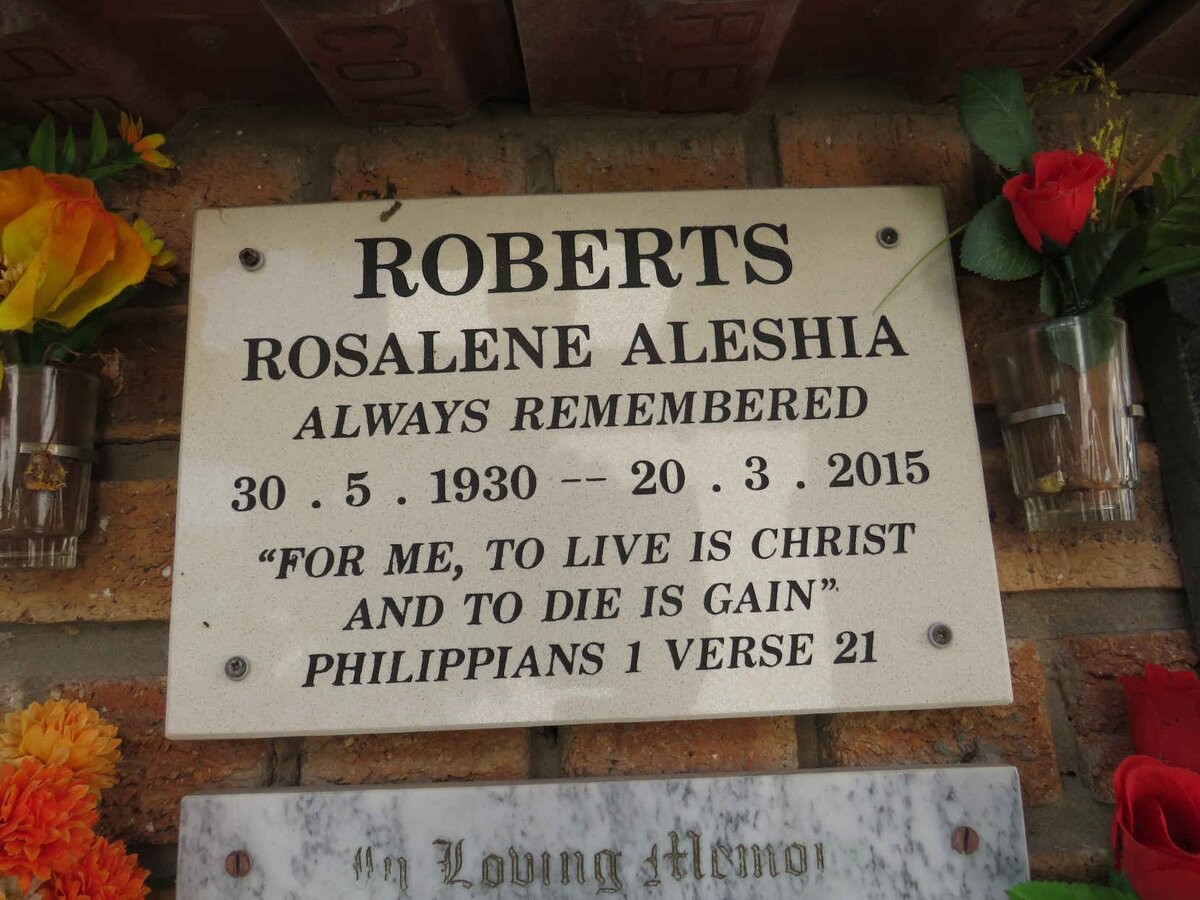 ROBERTS
ROSALENE ALESHIA
ALWAYS REMEMBERED
30 . 5 . 1930 -- 20 . 3 . 2015
“FOR ME, TO LIVE IS CHRIST
AND TO DIE IS GAIN”
PHILIPPIANS 1 VERSE 21
In Loving Memo